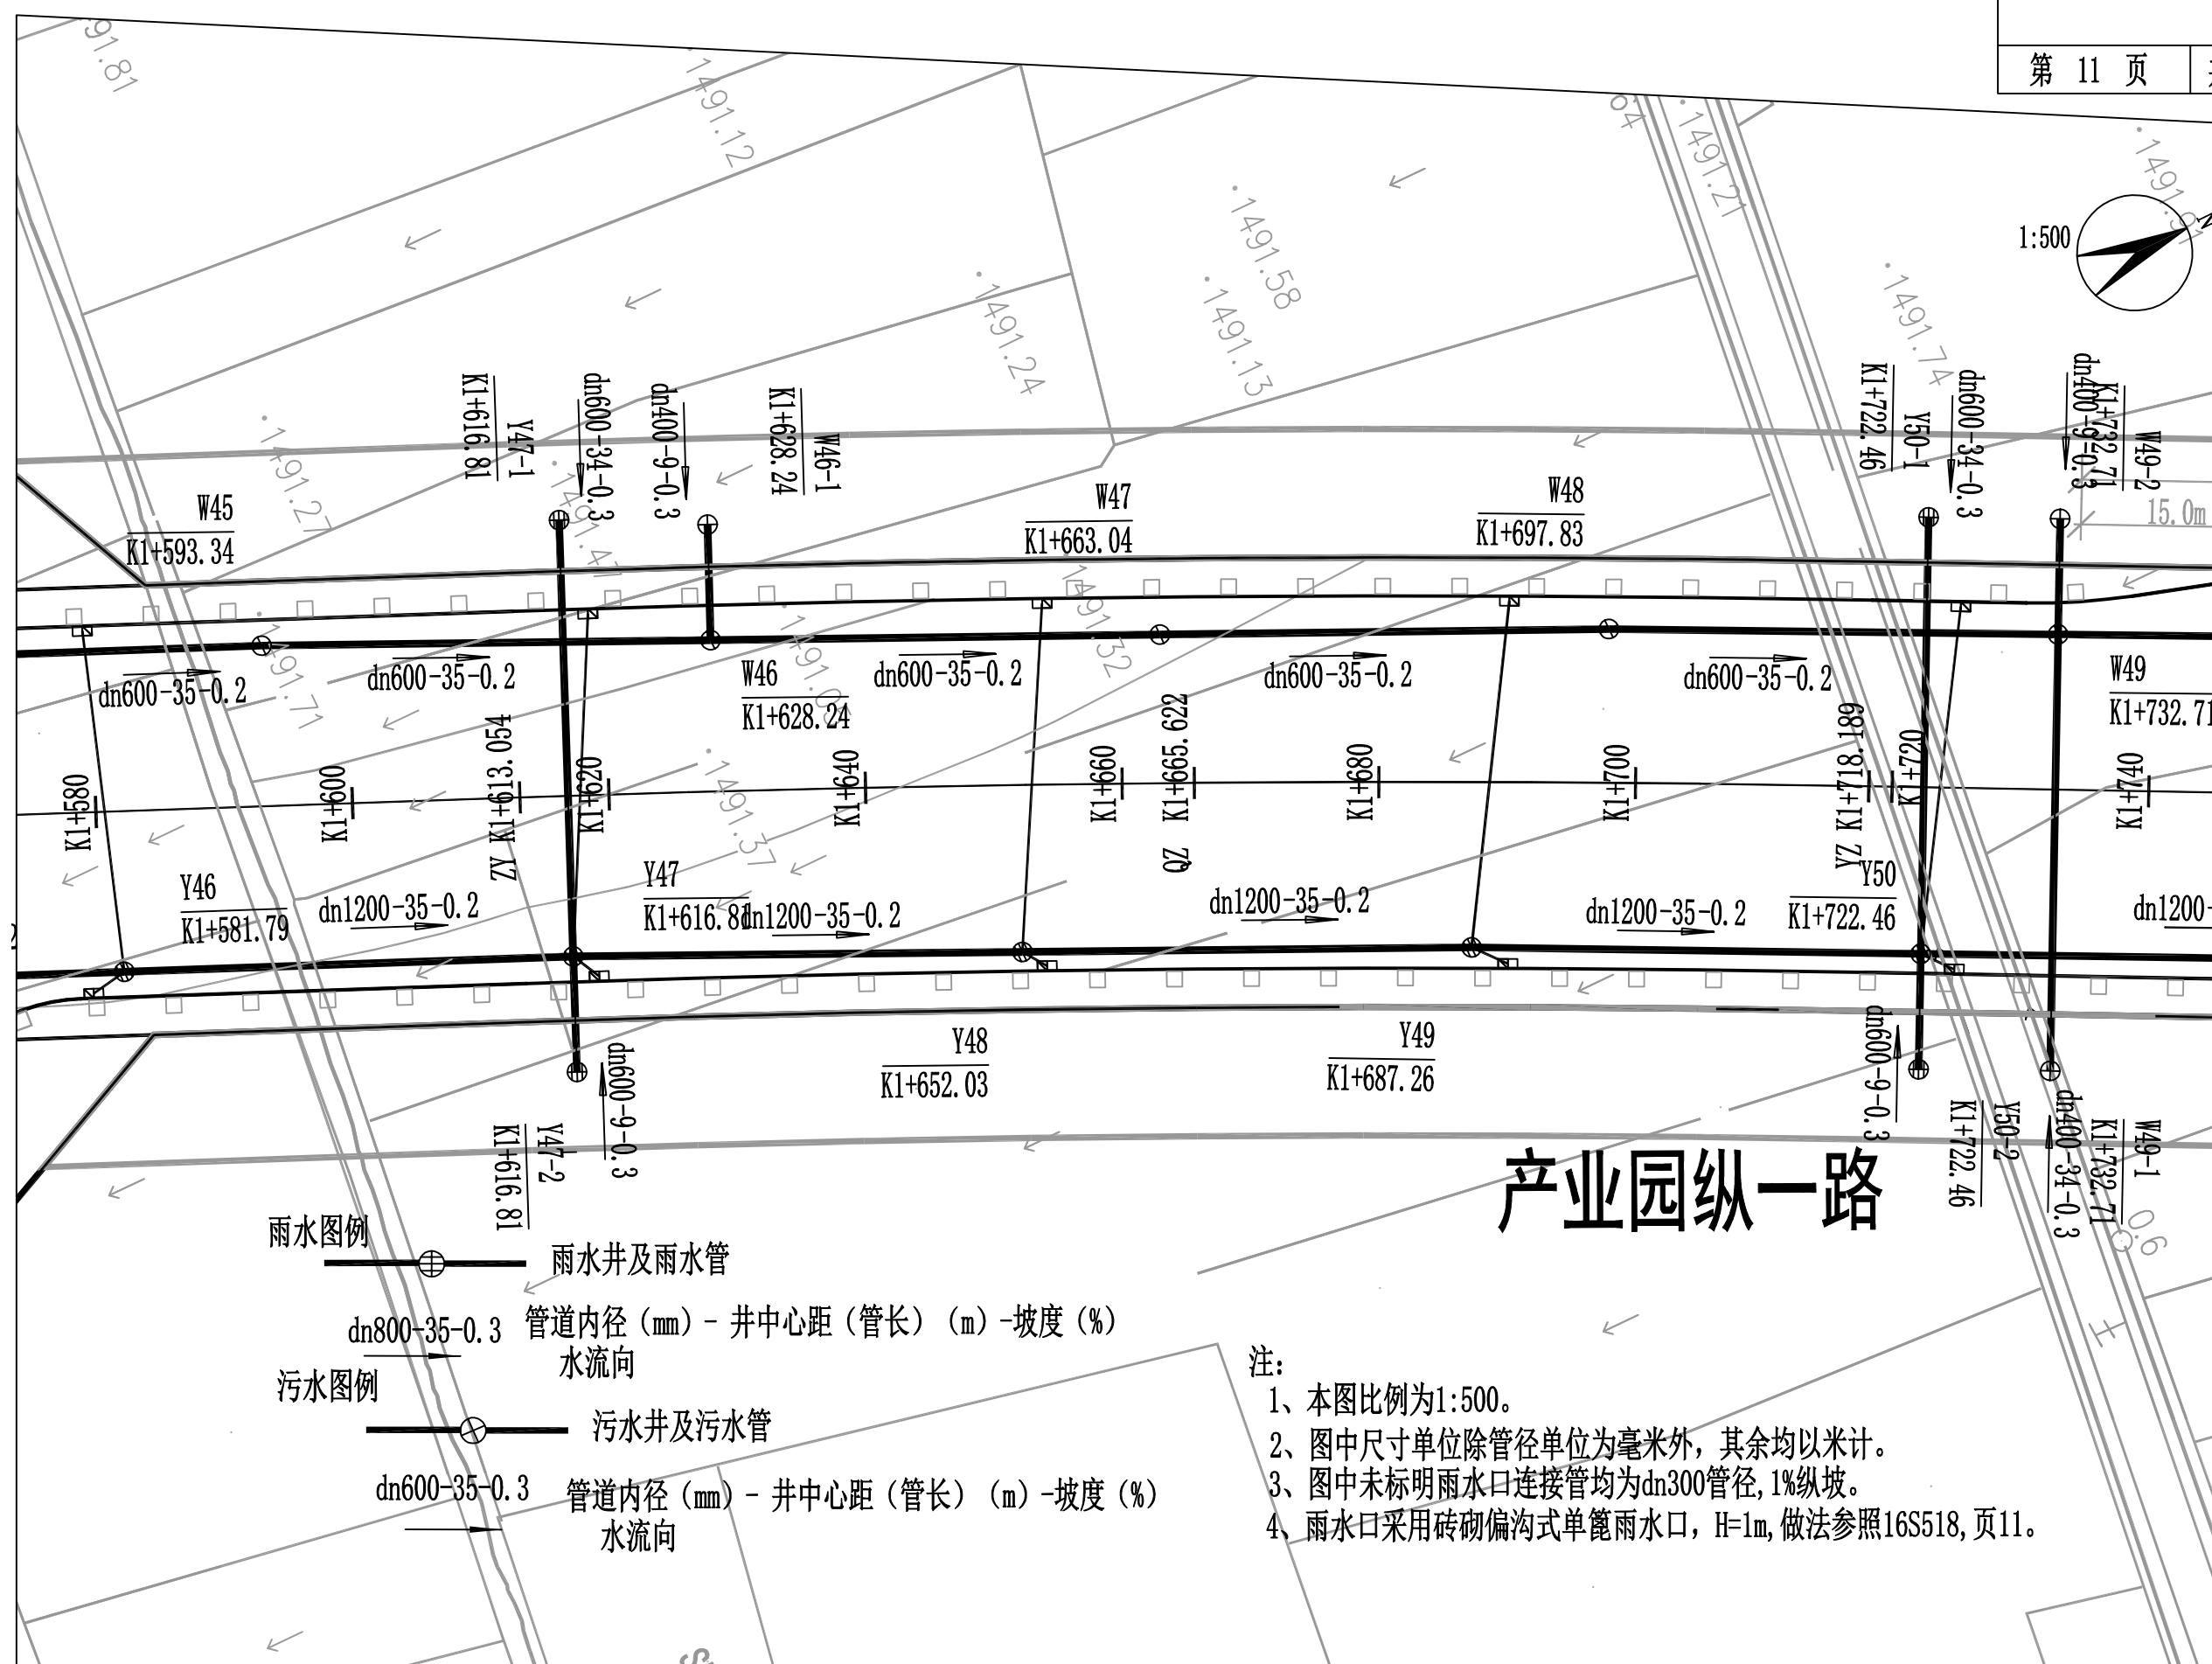 第 11 页
1:500
1491.12
1491.21
1491.91
1491.58
1491.13
1491.24
1491.74
1491.27
1491.47
1491.32
1491.37
15.0m
K1+616.81
Y47-1
dn600-34-0.3
dn400-9-0.3
K1+628.24
W46-1
K1+722.46
Y50-1
dn600-34-0.3
dn400-9-0.3
K1+732.71
W49-2
W45
K1+593.34
W47
K1+663.04
W48
K1+697.83
dn600-35-0.2
dn600-35-0.2
W46
K1+628.24
dn600-35-0.2
dn600-35-0.2
dn600-35-0.2
W49
K1+732.71
K1+580
K1+600
ZY K1+613.054
K1+620
K1+640
K1+660
QZ K1+665.622
K1+680
K1+700
YZ K1+718.189
K1+720
K1+740
Y46
K1+581.79
dn1200-35-0.2
Y47
K1+616.81
dn1200-35-0.2
dn1200-35-0.2
dn1200-35-0.2
Y50
K1+722.46
dn1200-
Y48
K1+652.03
Y49
K1+687.26
K1+616.81
Y47-2
dn600-9-0.3
dn600-9-0.3
K1+722.46
Y50-2
dn400-34-0.3
K1+732.71
W49-1
0.6
产业园纵一路
雨水图例
雨水井及雨水管
dn800-35-0.3 管道内径（mm）- 井中心距（管长）（m）-坡度（%）
水流向
污水图例
污水井及污水管
dn600-35-0.3 管道内径（mm）- 井中心距（管长）（m）-坡度（%）
水流向
注：
1、本图比例为1:500。
2、图中尺寸单位除管径单位为毫米外，其余均以米计。
3、图中未标明雨水口连接管均为dn300管径,1%纵坡。
4、雨水口采用砖砌偏沟式单篦雨水口，H=1m,做法参照16S518,页11。